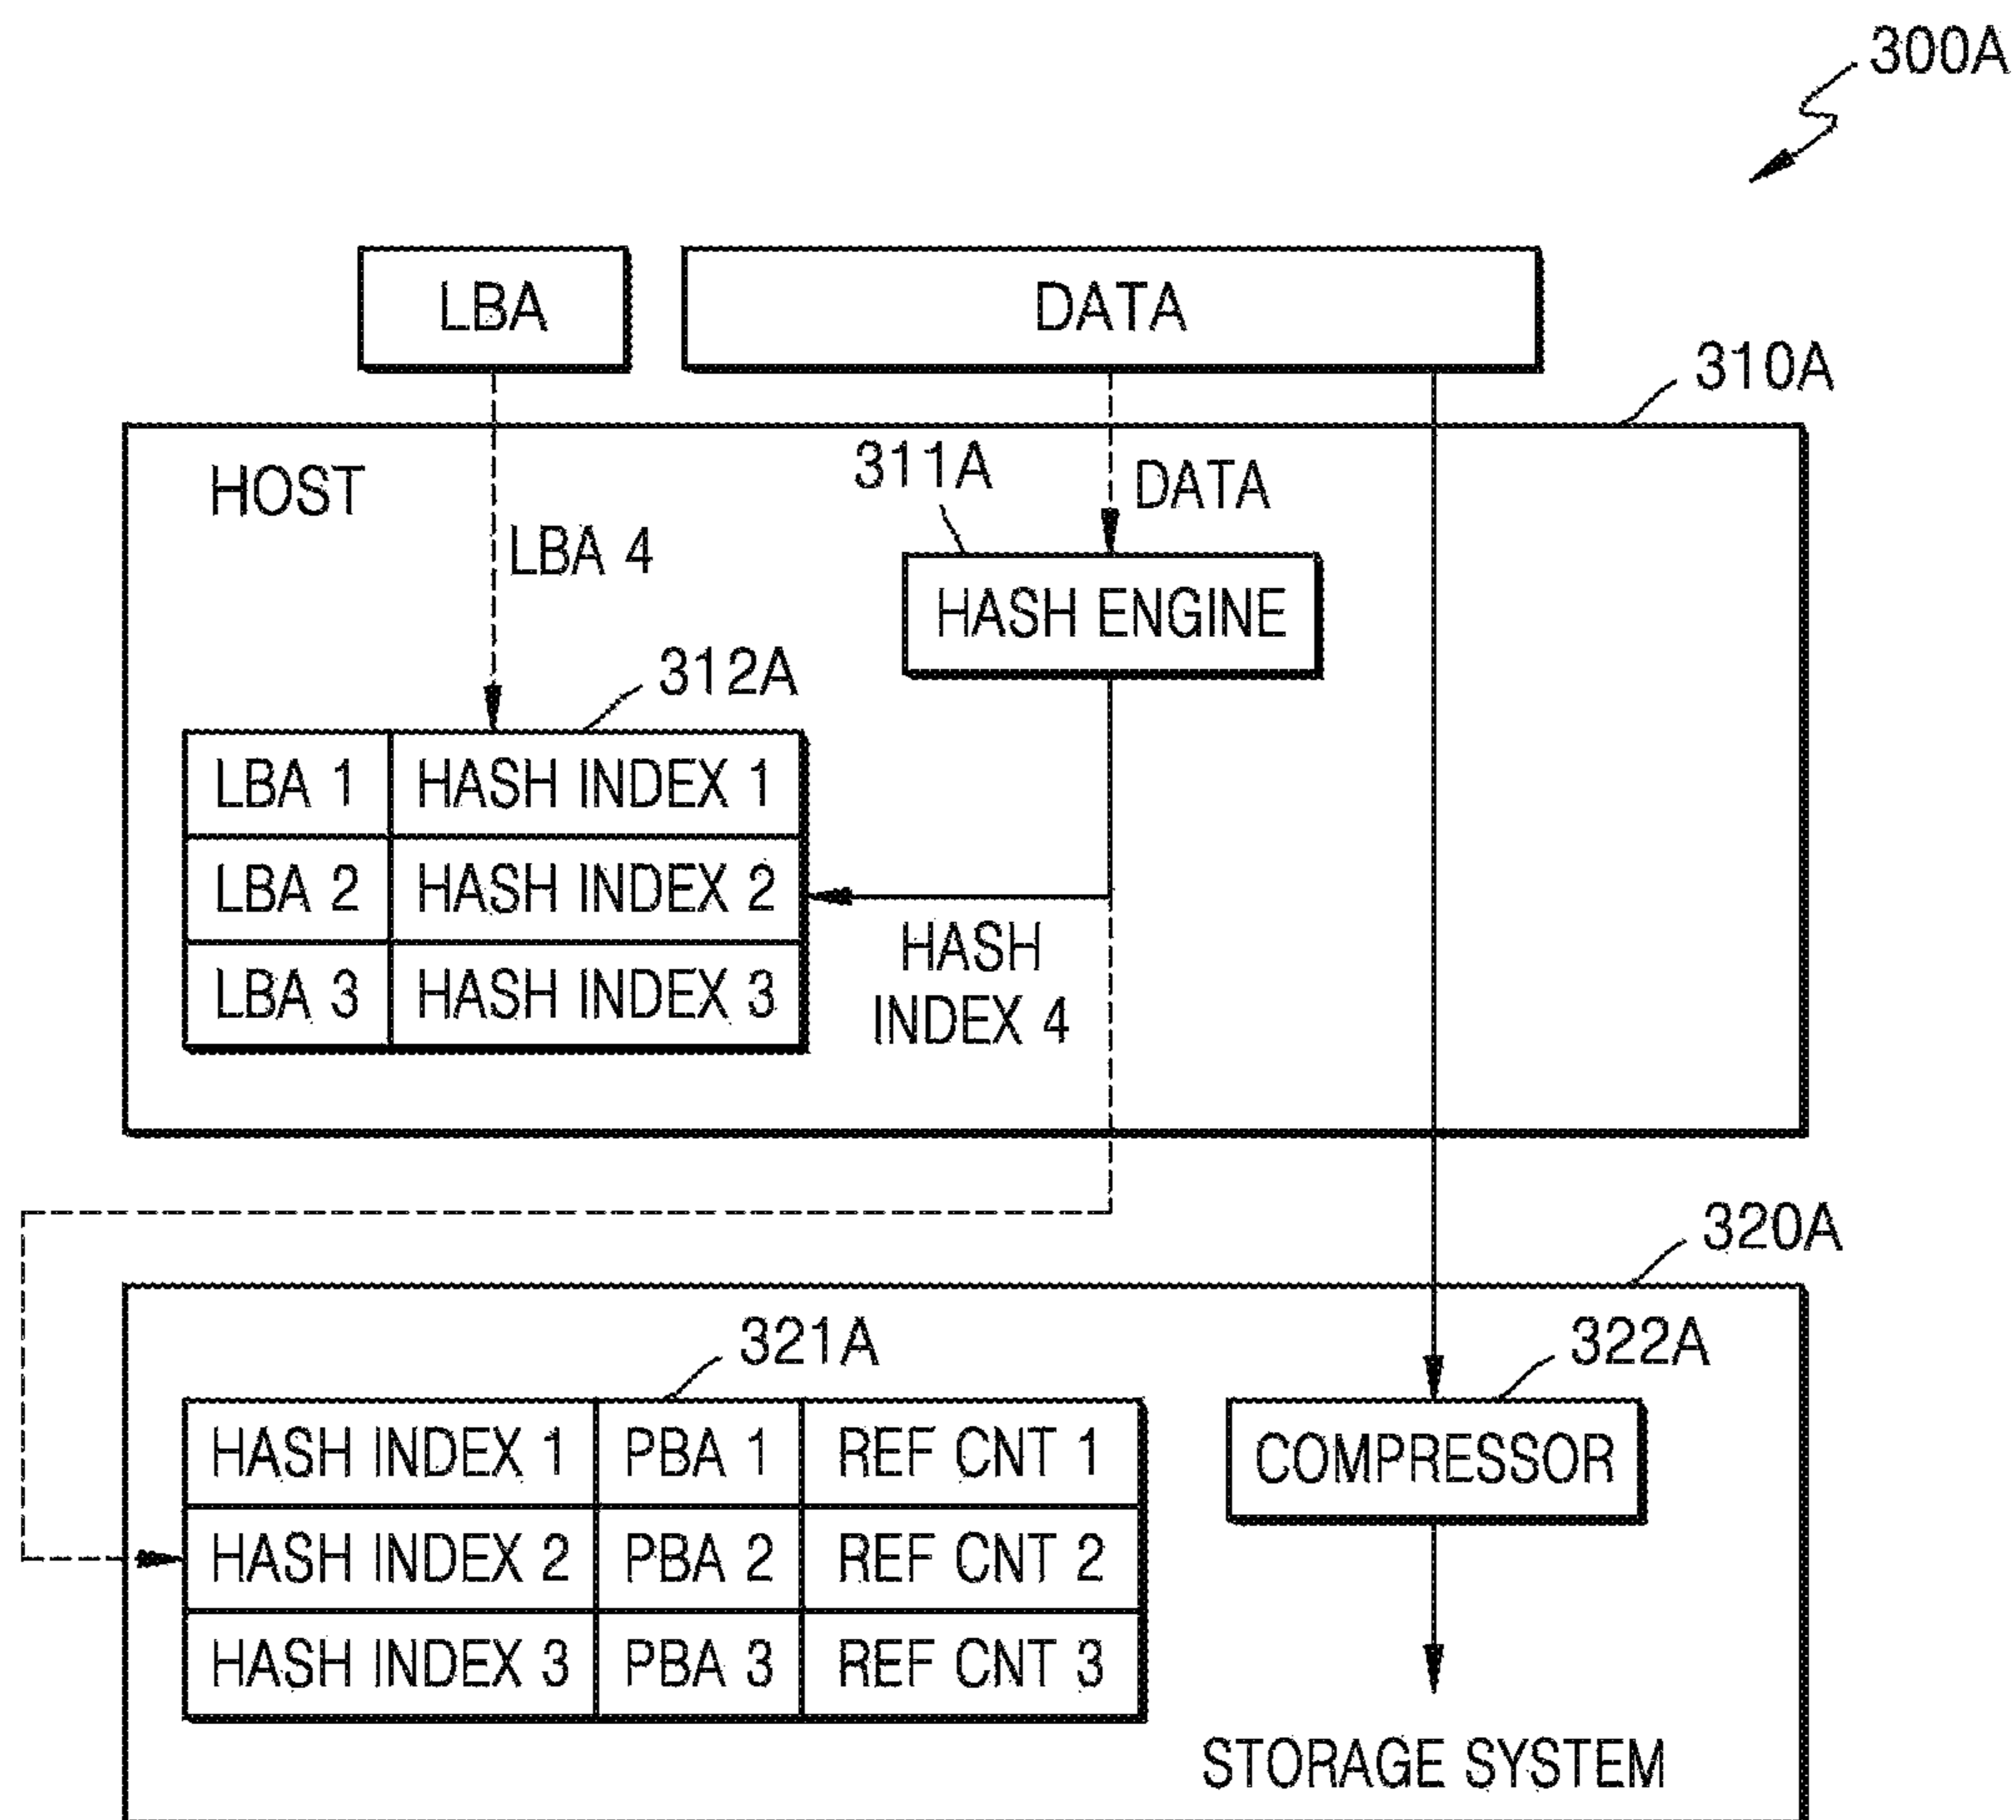 300A
LBA DATA
310A
HOST 311A DATA
LBA 4
HASH ENGINE
312A
LBA 1 HASH INDEX 1
LBA 2 HASH INDEX 2
LBA 3 HASH INDEX 3
HASH
INDEX 4
320A
321A 322A
HASH INDEX 1 PBA 1 REF CNT 1
HASH INDEX 2 PBA 2 REF CNT 2
HASH INDEX 3 PBA 3 REF CNT 3
COMPRESSOR
STORAGE SYSTEM